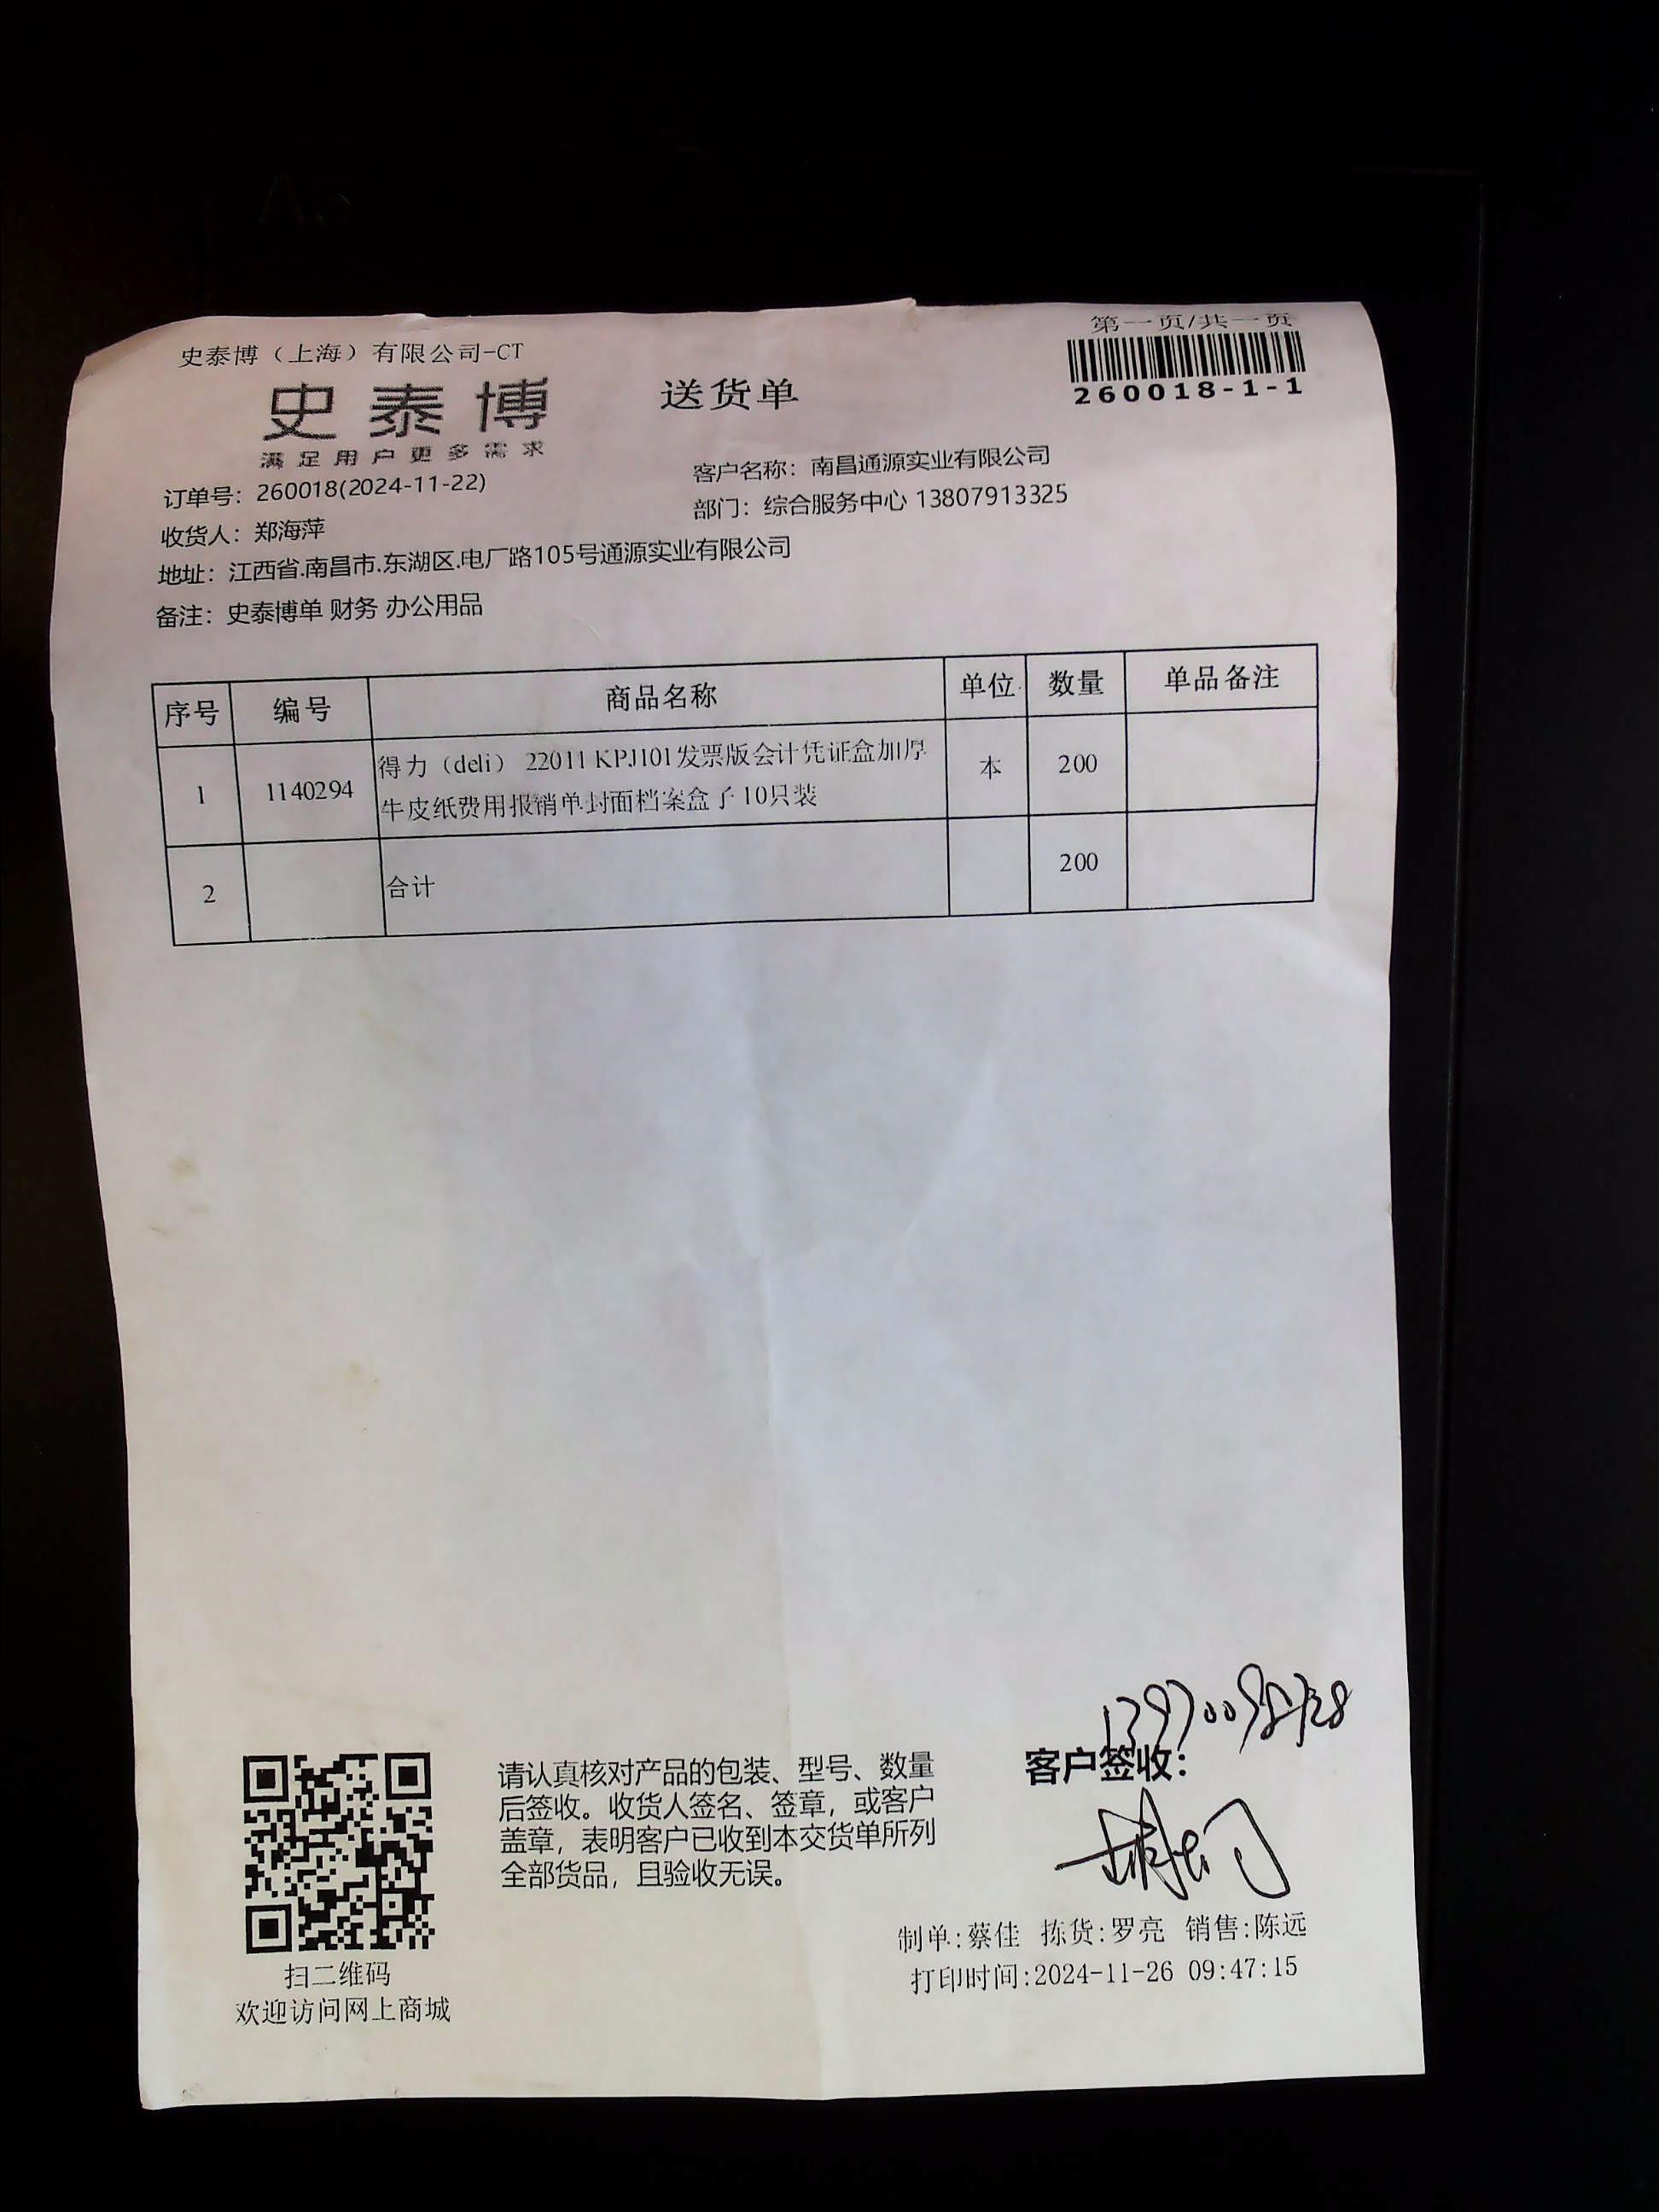 第一页/共一页
史泰博（上海）有限公司-CT
史泰博
送货单
260018-1-1
满足用户更多需求
订单号：260018(2024-11-22)
客户名称：南昌通源实业有限公司
收货人：郑海萍
部门：综合服务中心 13807913325
地址：江西省.南昌市.东湖区.电厂路105号通源实业有限公司
备注：史泰博单 财务 办公用品
序号 编号 商品名称 单位 数量 单品备注
1 1140294 得力（deli） 22011 KPJ101发票版会计凭证盒加厚 本 200
牛皮纸费用报销单封面档案盒子 10只装
2 合计 200
请认真核对产品的包装、型号、数量
后签收。收货人签名、签章，或客户
盖章，表明客户已收到本交货单所列
全部货品，且验收无误。
客户签收：
制单:蔡佳 拣货:罗亮 销售:陈远
打印时间:2024-11-26 09:47:15
扫二维码
欢迎访问网上商城